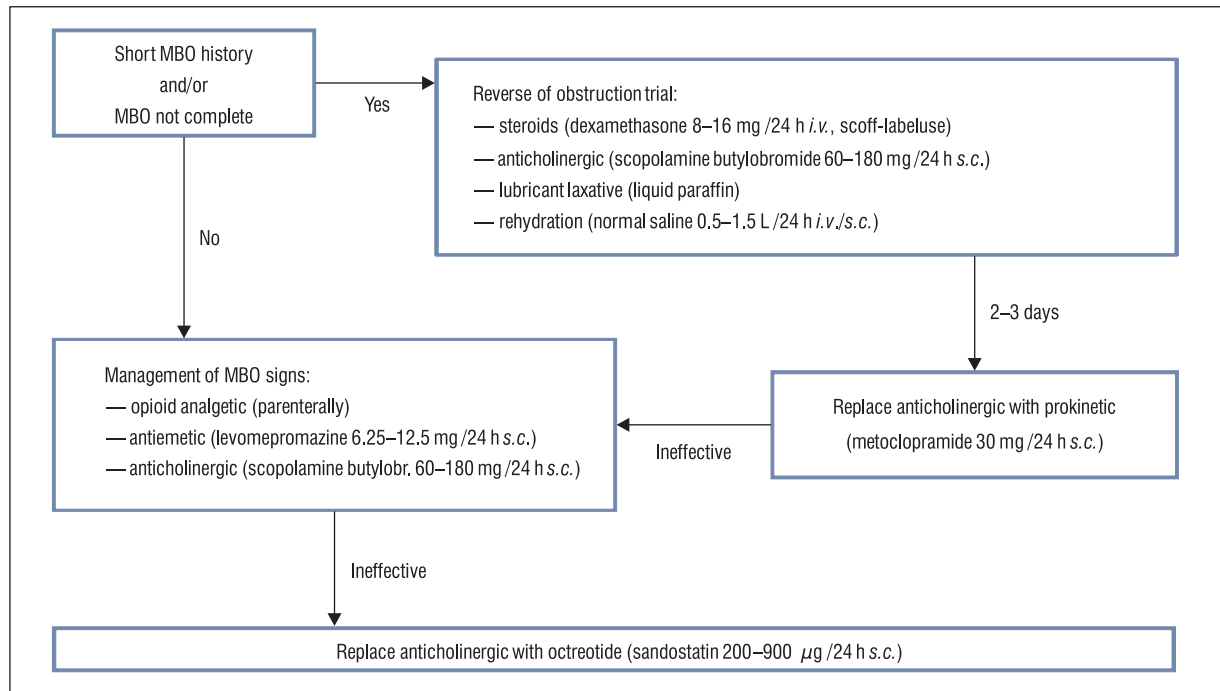 Short MBO history
and/or
MBO not complete
Yes
Reverse of obstruction trial:
— steroids (dexamethasone 8–16 mg /24 h i.v., scoff-labeluse)
— anticholinergic (scopolamine butylobromide 60–180 mg /24 h s.c.)
— lubricant laxative (liquid paraffin)
— rehydration (normal saline 0.5–1.5 L /24 h i.v./s.c.)
No
2–3 days
Management of MBO signs:
— opioid analgetic (parenterally)
— antiemetic (levomepromazine 6.25–12.5 mg /24 h s.c.)
— anticholinergic (scopolamine butylobr. 60–180 mg /24 h s.c.)
Ineffective
Replace anticholinergic with prokinetic
(metoclopramide 30 mg /24 h s.c.)
Ineffective
Replace anticholinergic with octreotide (sandostatin 200–900 µg /24 h s.c.)